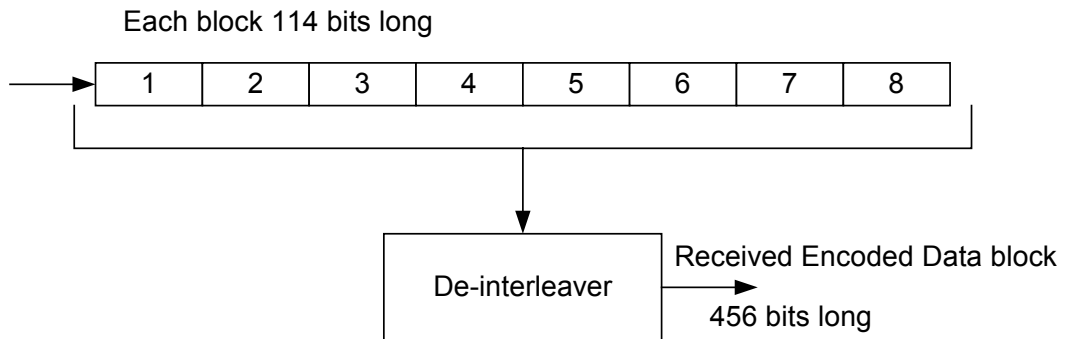 Each block 114 bits long
1 2 3 4 5 6 7 8
De-interleaver
Received Encoded Data block
456 bits long